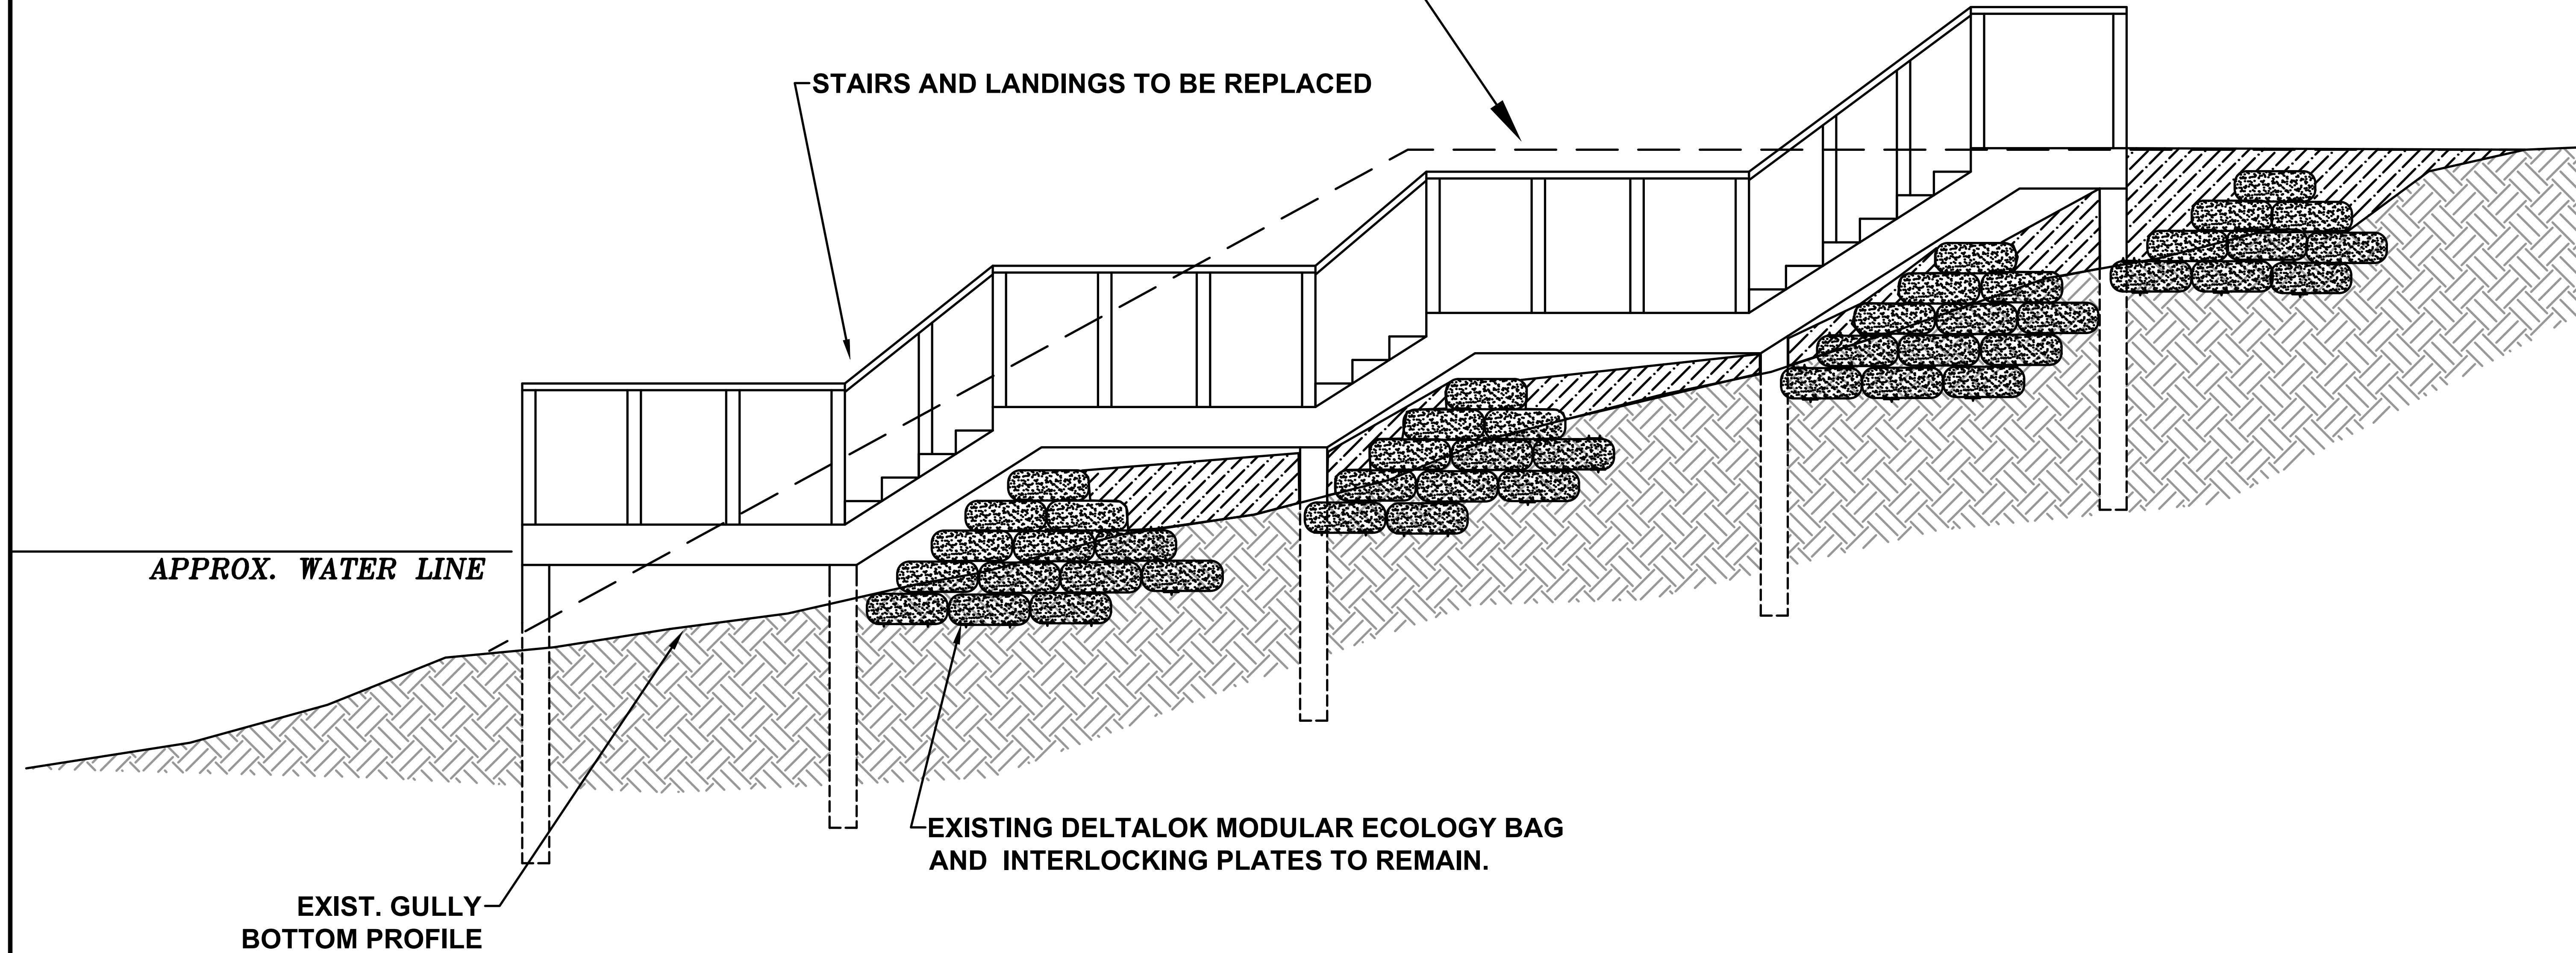 STAIRS AND LANDINGS TO BE REPLACED
APPROX. WATER LINE
EXISTING DELTALOK MODULAR ECOLOGY BAG
AND INTERLOCKING PLATES TO REMAIN.
EXIST. GULLY
BOTTOM PROFILE